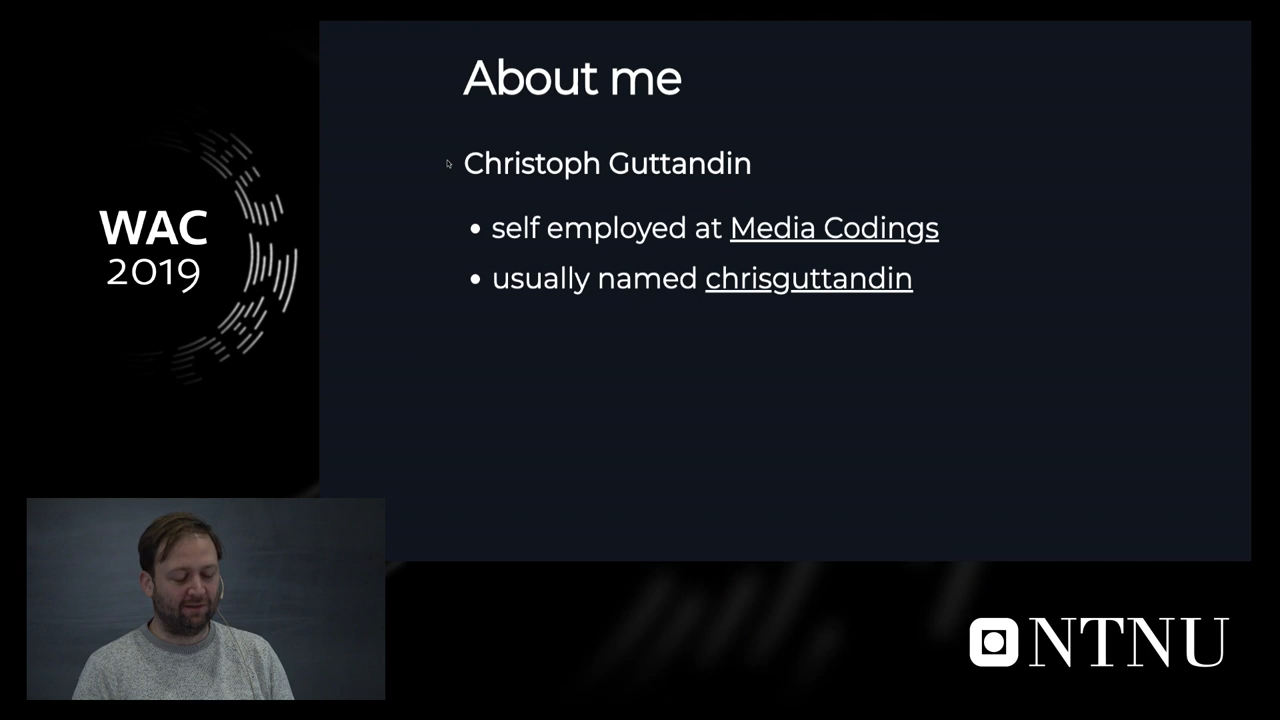 About me
Christoph Guttandin
self employed at Media Codings
usually named chrisguttandin
WAC
2019
NTNU